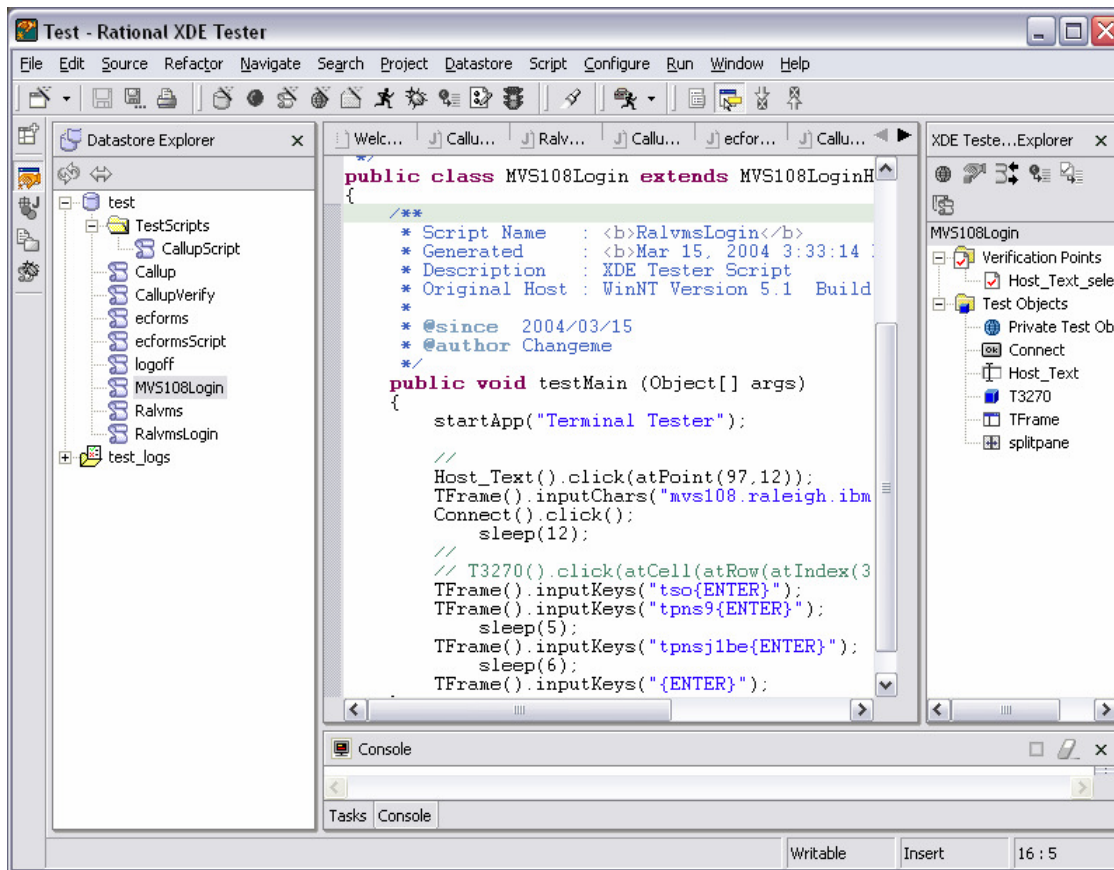 Test - Rational XDE Tester
File Edit Source Refactor Navigate Search Project Datastore Script Configure Run Window Help
Datastore Explorer
test
TestScripts
CallupScript
Callup
CallupVerify
ecforms
ecformsScript
logoff
MVS108Login
Ralvms
RalvmsLogin
test_logs
Welc... Callu... Ralv... Callu... ecfor... Callu...
*/
public class MVS108Login extends MVS108LoginH
{
/**
* Script Name : <b>RalvmsLogin</b>
* Generated : <b>Mar 15, 2004 3:33:14
* Description : XDE Tester Script
* Original Host : WinNT Version 5.1 Build
*
* @since 2004/03/15
* @author Changeme
*/
public void testMain (Object[] args)
{
startApp("Terminal Tester");
//
Host_Text().click(atPoint(97,12));
TFrame().inputChars("mvs108.raleigh.ibm
Connect().click();
sleep(12);
//
// T3270().click(atCell(atRow(atIndex(3
TFrame().inputKeys("tso{ENTER}");
TFrame().inputKeys("tpns9{ENTER}");
sleep(5);
TFrame().inputKeys("tpnsj1be{ENTER}");
sleep(6);
TFrame().inputKeys("{ENTER}");
XDE Teste...Explorer
MVS108Login
Verification Points
Host_Text_sele
Test Objects
Private Test Ob
OK Connect
Host_Text
T3270
TFrame
splitpane
Console
Tasks Console
Writable Insert 16 : 5